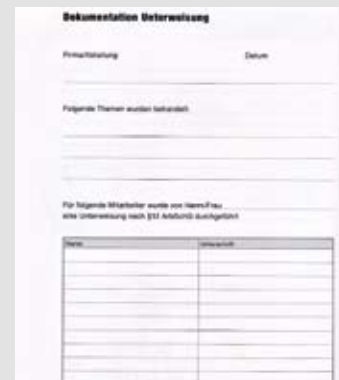 Dokumentation Unterweisung
Firma/Abteilung Datum
Folgende Themen wurden behandelt:
Für folgende Mitarbeiter wurde von Herrn/Frau
eine Unterweisung nach §12 ArbSchG durchgeführt
Name Unterschrift